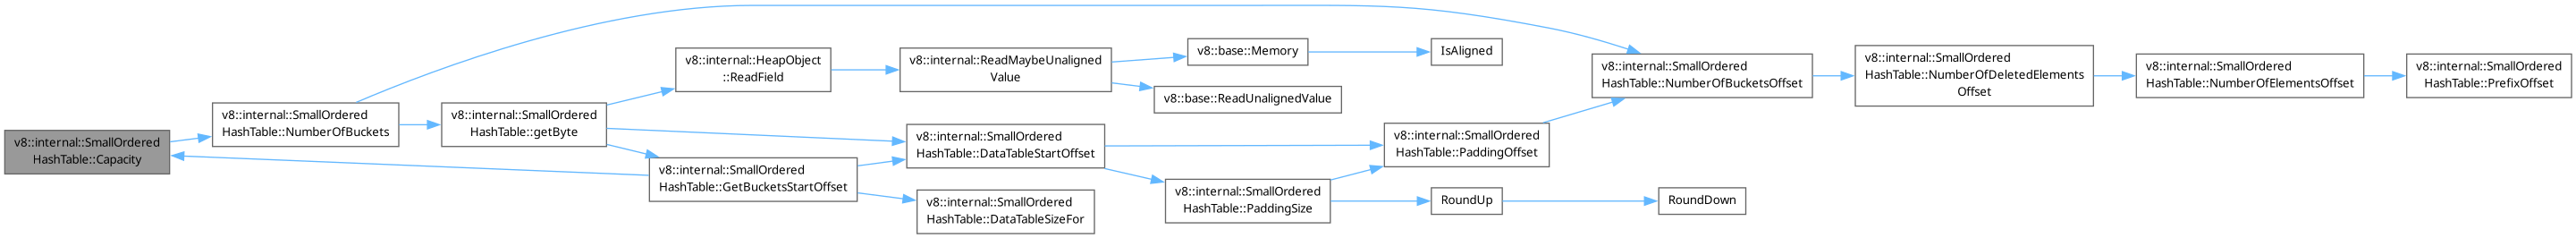 v8::internal::SmallOrdered
HashTable::Capacity
v8::internal::SmallOrdered
HashTable::NumberOfBuckets
v8::internal::SmallOrdered
HashTable::getByte
v8::internal::HeapObject
::ReadField
v8::internal::ReadMaybeUnaligned
Value
v8::base::Memory
IsAligned
v8::base::ReadUnalignedValue
v8::internal::SmallOrdered
HashTable::DataTableStartOffset
v8::internal::SmallOrdered
HashTable::GetBucketsStartOffset
v8::internal::SmallOrdered
HashTable::DataTableSizeFor
v8::internal::SmallOrdered
HashTable::PaddingSize
v8::internal::SmallOrdered
HashTable::PaddingOffset
RoundUp
RoundDown
v8::internal::SmallOrdered
HashTable::NumberOfBucketsOffset
v8::internal::SmallOrdered
HashTable::NumberOfDeletedElements
Offset
v8::internal::SmallOrdered
HashTable::NumberOfElementsOffset
v8::internal::SmallOrdered
HashTable::PrefixOffset